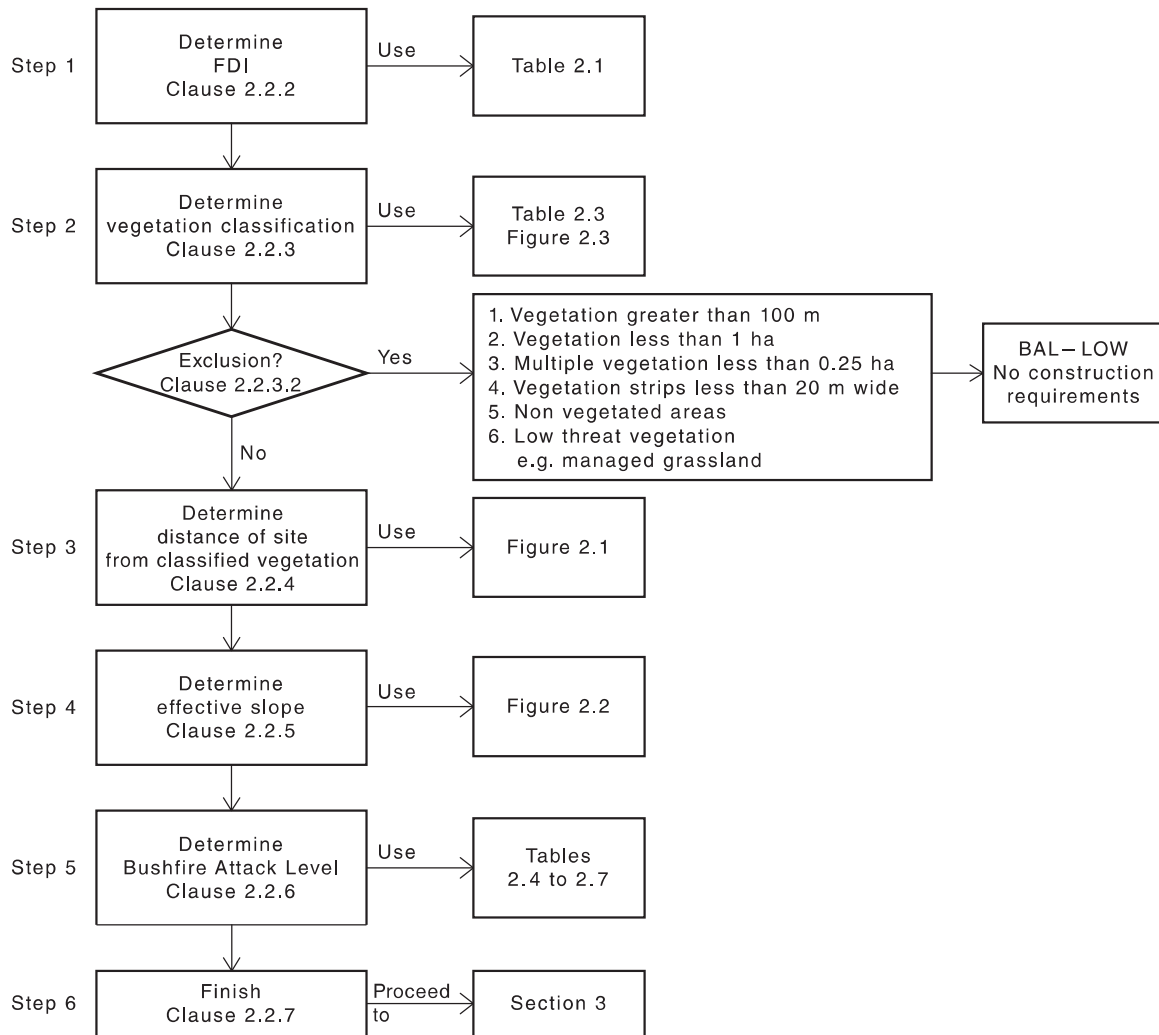 Step 1
Determine
FDI
Clause 2.2.2
Use
Table 2.1
Step 2
Determine
vegetation classification
Clause 2.2.3
Use
Table 2.3
Figure 2.3
Exclusion?
Clause 2.2.3.2
Yes
1. Vegetation greater than 100 m
2. Vegetation less than 1 ha
3. Multiple vegetation less than 0.25 ha
4. Vegetation strips less than 20 m wide
5. Non vegetated areas
6. Low threat vegetation
e.g. managed grassland
BAL–LOW
No construction
requirements
No
Step 3
Determine
distance of site
from classified vegetation
Clause 2.2.4
Use
Figure 2.1
Step 4
Determine
effective slope
Clause 2.2.5
Use
Figure 2.2
Step 5
Determine
Bushfire Attack Level
Clause 2.2.6
Use
Tables
2.4 to 2.7
Step 6
Finish
Clause 2.2.7
Proceed
to
Section 3